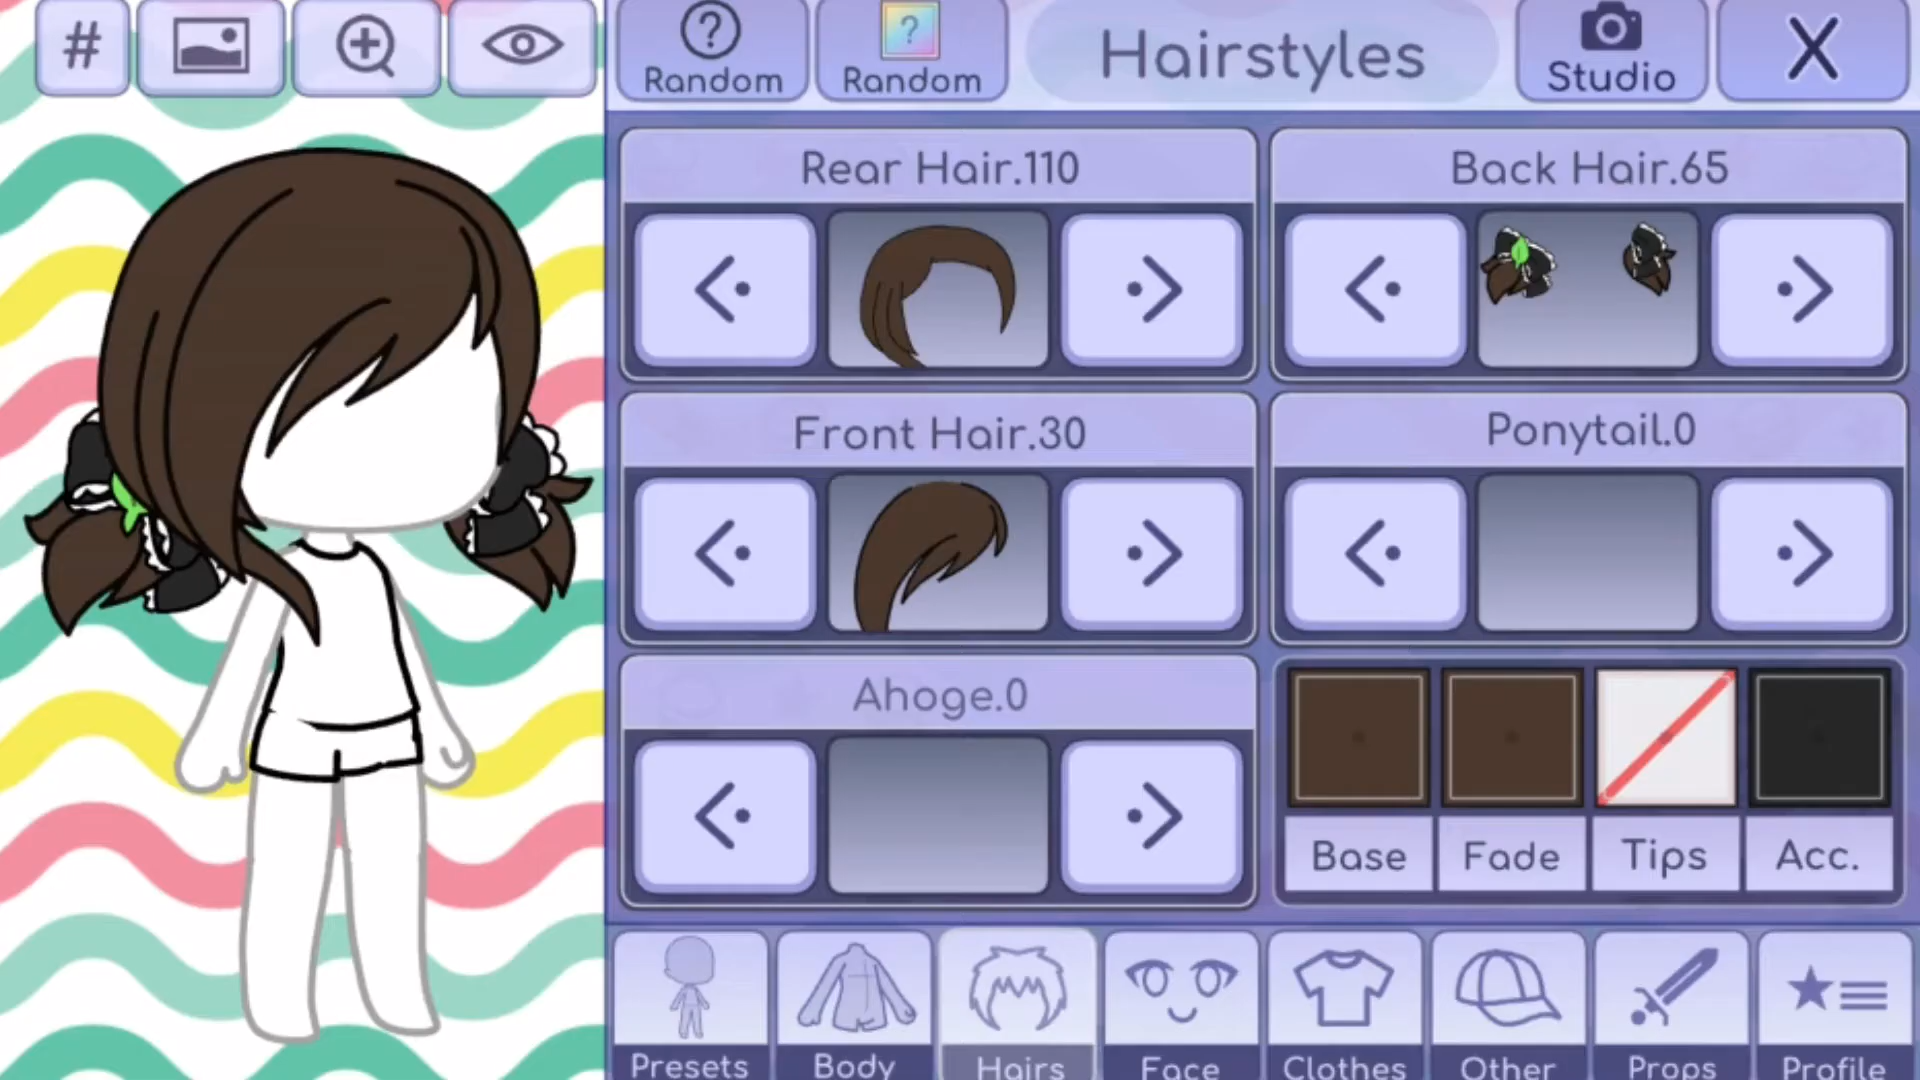 #
? Random
? Random
Hairstyles
Studio
X
Rear Hair.110
Back Hair.65
Front Hair.30
Ponytail.0
Ahoge.0
Base
Fade
Tips
Acc.
Presets
Body
Hairs
Face
Clothes
Other
Props
Profile